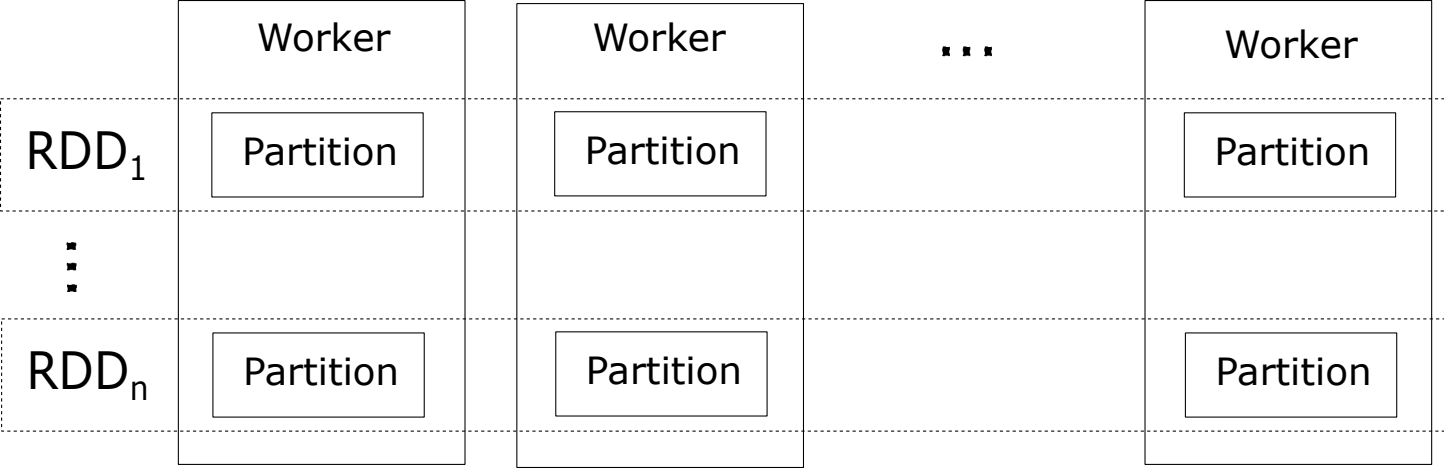 Worker Worker ... Worker
RDD₁ Partition Partition Partition
⋮
RDDₙ Partition Partition Partition